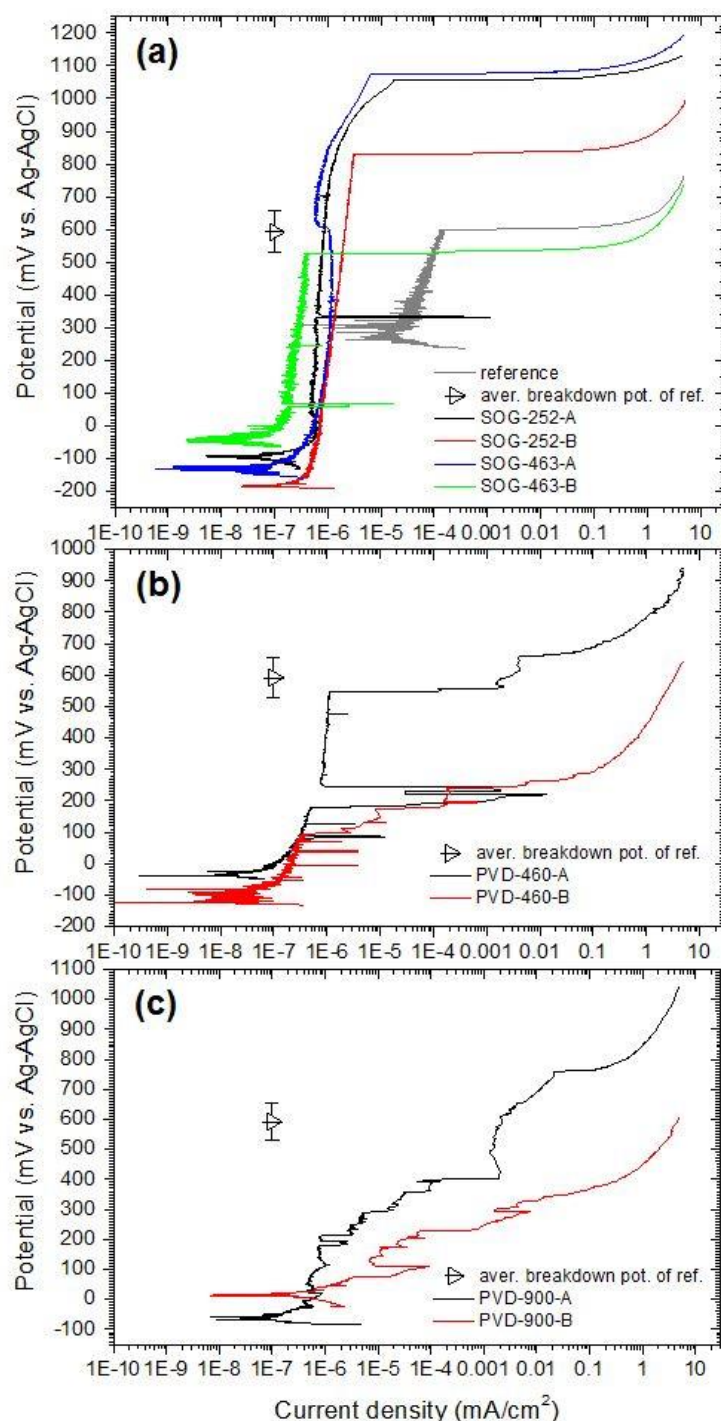 (a)
1200
1100
1000
900
800
700
600
500
400
300
200
100
0
-100
-200
Potential (mV vs. Ag-AgCl)
reference
aver. breakdown pot. of ref.
SOG-252-A
SOG-252-B
SOG-463-A
SOG-463-B
1E-10 1E-9 1E-8 1E-7 1E-6 1E-5 1E-4 0.001 0.01 0.1 1 10
(b)
1000
900
800
700
600
500
400
300
200
100
0
-100
-200
Potential (mV vs. Ag-AgCl)
aver. breakdown pot. of ref.
PVD-460-A
PVD-460-B
1E-10 1E-9 1E-8 1E-7 1E-6 1E-5 1E-4 0.001 0.01 0.1 1 10
(c)
1100
1000
900
800
700
600
500
400
300
200
100
0
-100
Potential (mV vs. Ag-AgCl)
aver. breakdown pot. of ref.
PVD-900-A
PVD-900-B
1E-10 1E-9 1E-8 1E-7 1E-6 1E-5 1E-4 0.001 0.01 0.1 1 10
Current density (mA/cm²)